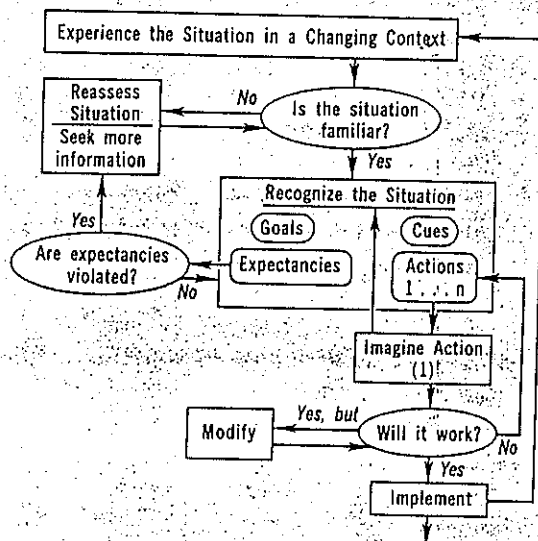 Experience the Situation in a Changing Context
Reassess
Situation
Seek more
information
No
Is the situation
familiar?
Yes
Recognize the Situation
Goals
Cues
Yes
Are expectancies
violated?
Expectancies
Actions
1 . . . n
No
Imagine Action
(1)
Modify
Yes, but
Will it work?
No
Yes
Implement